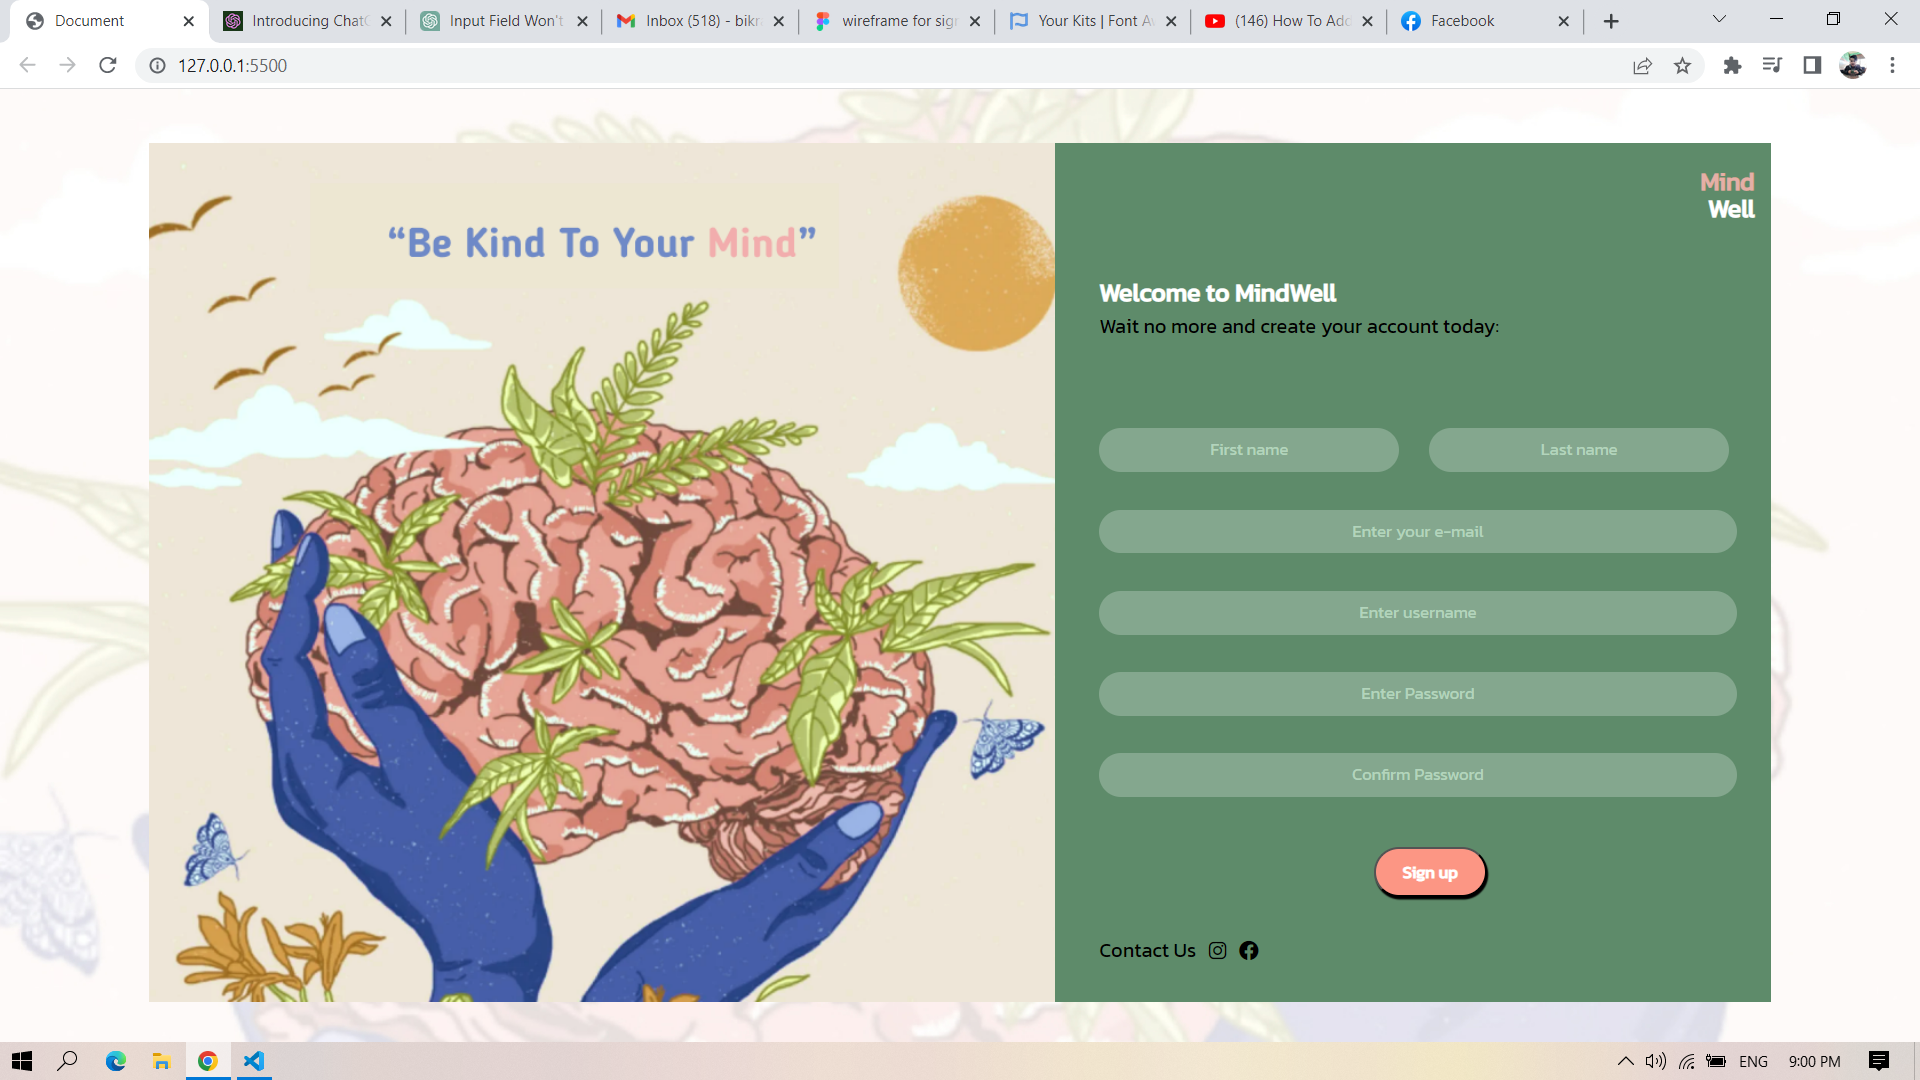 Document
Introducing ChatG
Input Field Won't
Inbox (518) - bikr
wireframe for sign
Your Kits | Font Aw
(146) How To Add
Facebook
127.0.0.1:5500
“Be Kind To Your Mind”
Mind
Well
Welcome to MindWell
Wait no more and create your account today:
First name
Last name
Enter your e-mail
Enter username
Enter Password
Confirm Password
Sign up
Contact Us
ENG
9:00 PM